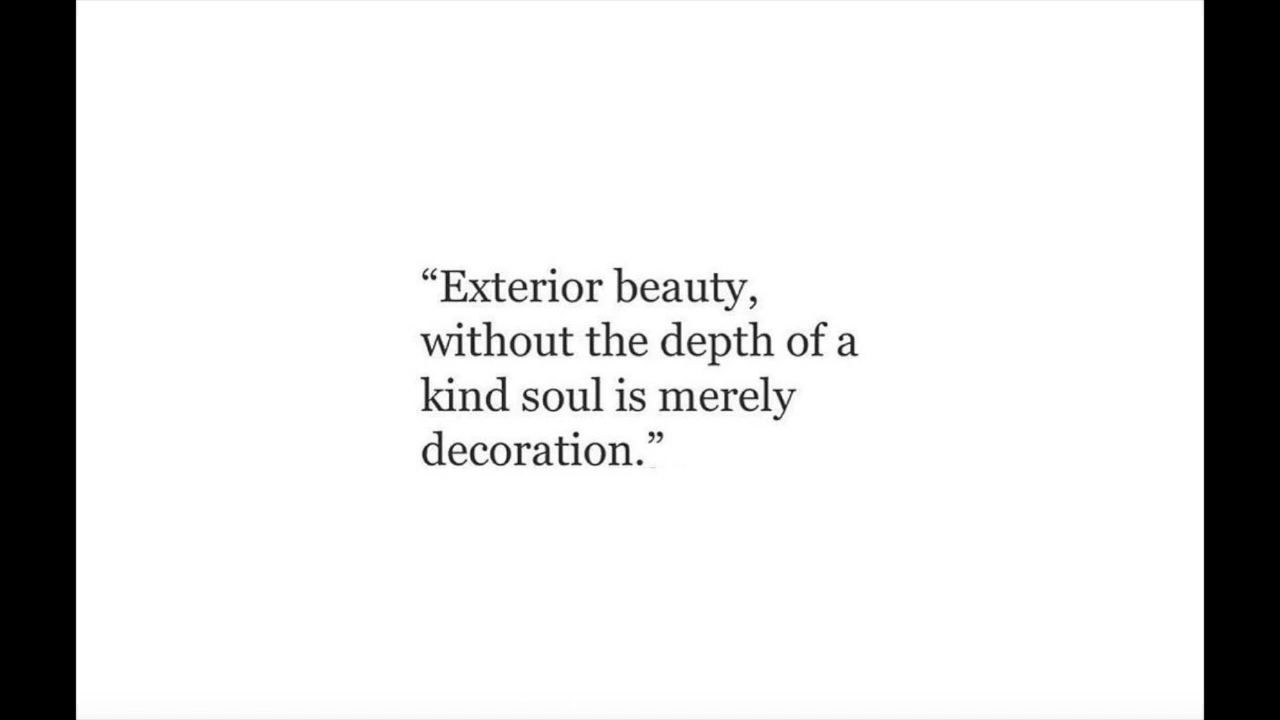 “Exterior beauty,
without the depth of a
kind soul is merely
decoration.”